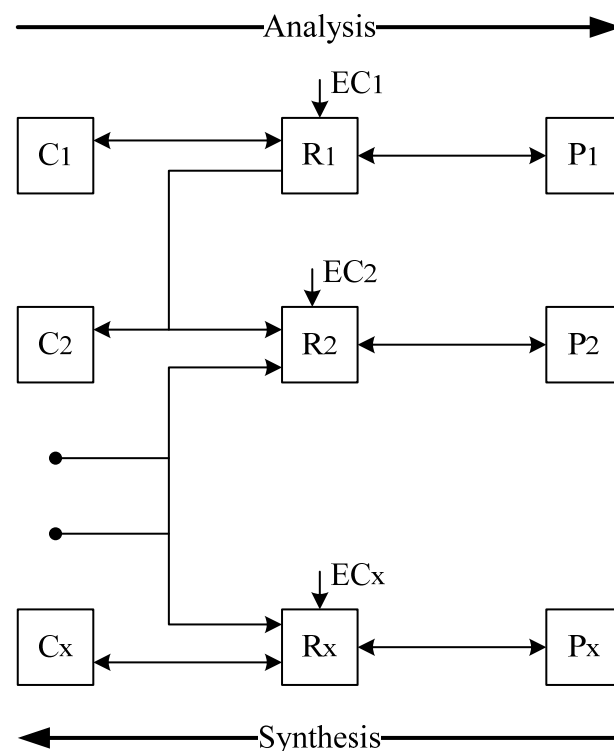 Analysis
EC1
C1 R1 P1
EC2
C2 R2 P2
ECx
Cx Rx Px
Synthesis